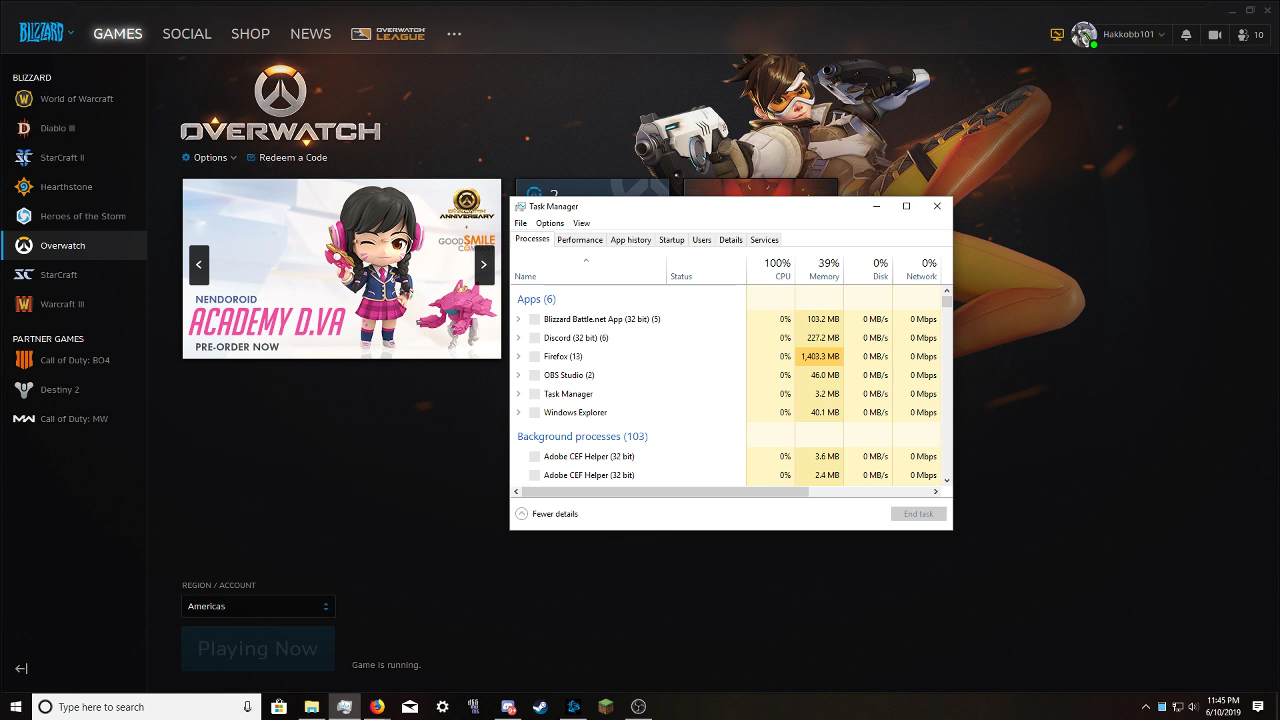 BLIZZARD
GAMES
SOCIAL
SHOP
NEWS
OVERWATCH
LEAGUE
Hakkobb101
10
BLIZZARD
World of Warcraft
Diablo III
StarCraft II
Hearthstone
Heroes of the Storm
Overwatch
StarCraft
Warcraft III
PARTNER GAMES
Call of Duty: BO4
Destiny 2
Call of Duty: MW
OVERWATCH
Options
Redeem a Code
OVERWATCH
ANNIVERSARY
+
GOODSMILE
NENDOROID
ACADEMY D.VA
PRE-ORDER NOW
Task Manager
File Options View
Processes Performance App history Startup Users Details Services
100% 39% 0% 0%
Name Status CPU Memory Disk Network
Apps (6)
Blizzard Battle.net App (32 bit) (5) 0% 103.2 MB 0 MB/s 0 Mbps
Discord (32 bit) (6) 0% 227.2 MB 0 MB/s 0 Mbps
Firefox (13) 0% 1,403.3 MB 0 MB/s 0 Mbps
OBS Studio (2) 0% 46.0 MB 0 MB/s 0 Mbps
Task Manager 0% 3.2 MB 0 MB/s 0 Mbps
Windows Explorer 0% 40.1 MB 0 MB/s 0 Mbps
Background processes (103)
Adobe CEF Helper (32 bit) 0% 3.6 MB 0 MB/s 0 Mbps
Adobe CEF Helper (32 bit) 0% 2.4 MB 0 MB/s 0 Mbps
Fewer details
End task
REGION / ACCOUNT
Americas
Playing Now
Game is running.
Type here to search
11:45 PM
6/10/2019